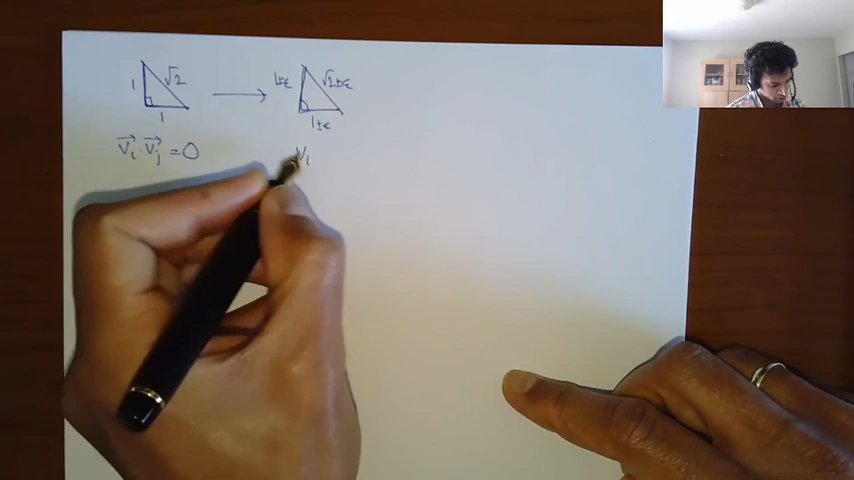 1 √2 → 1±ε √2±ε
1 1±ε
v⃗ᵢ · v⃗ⱼ = 0 Vᵢ